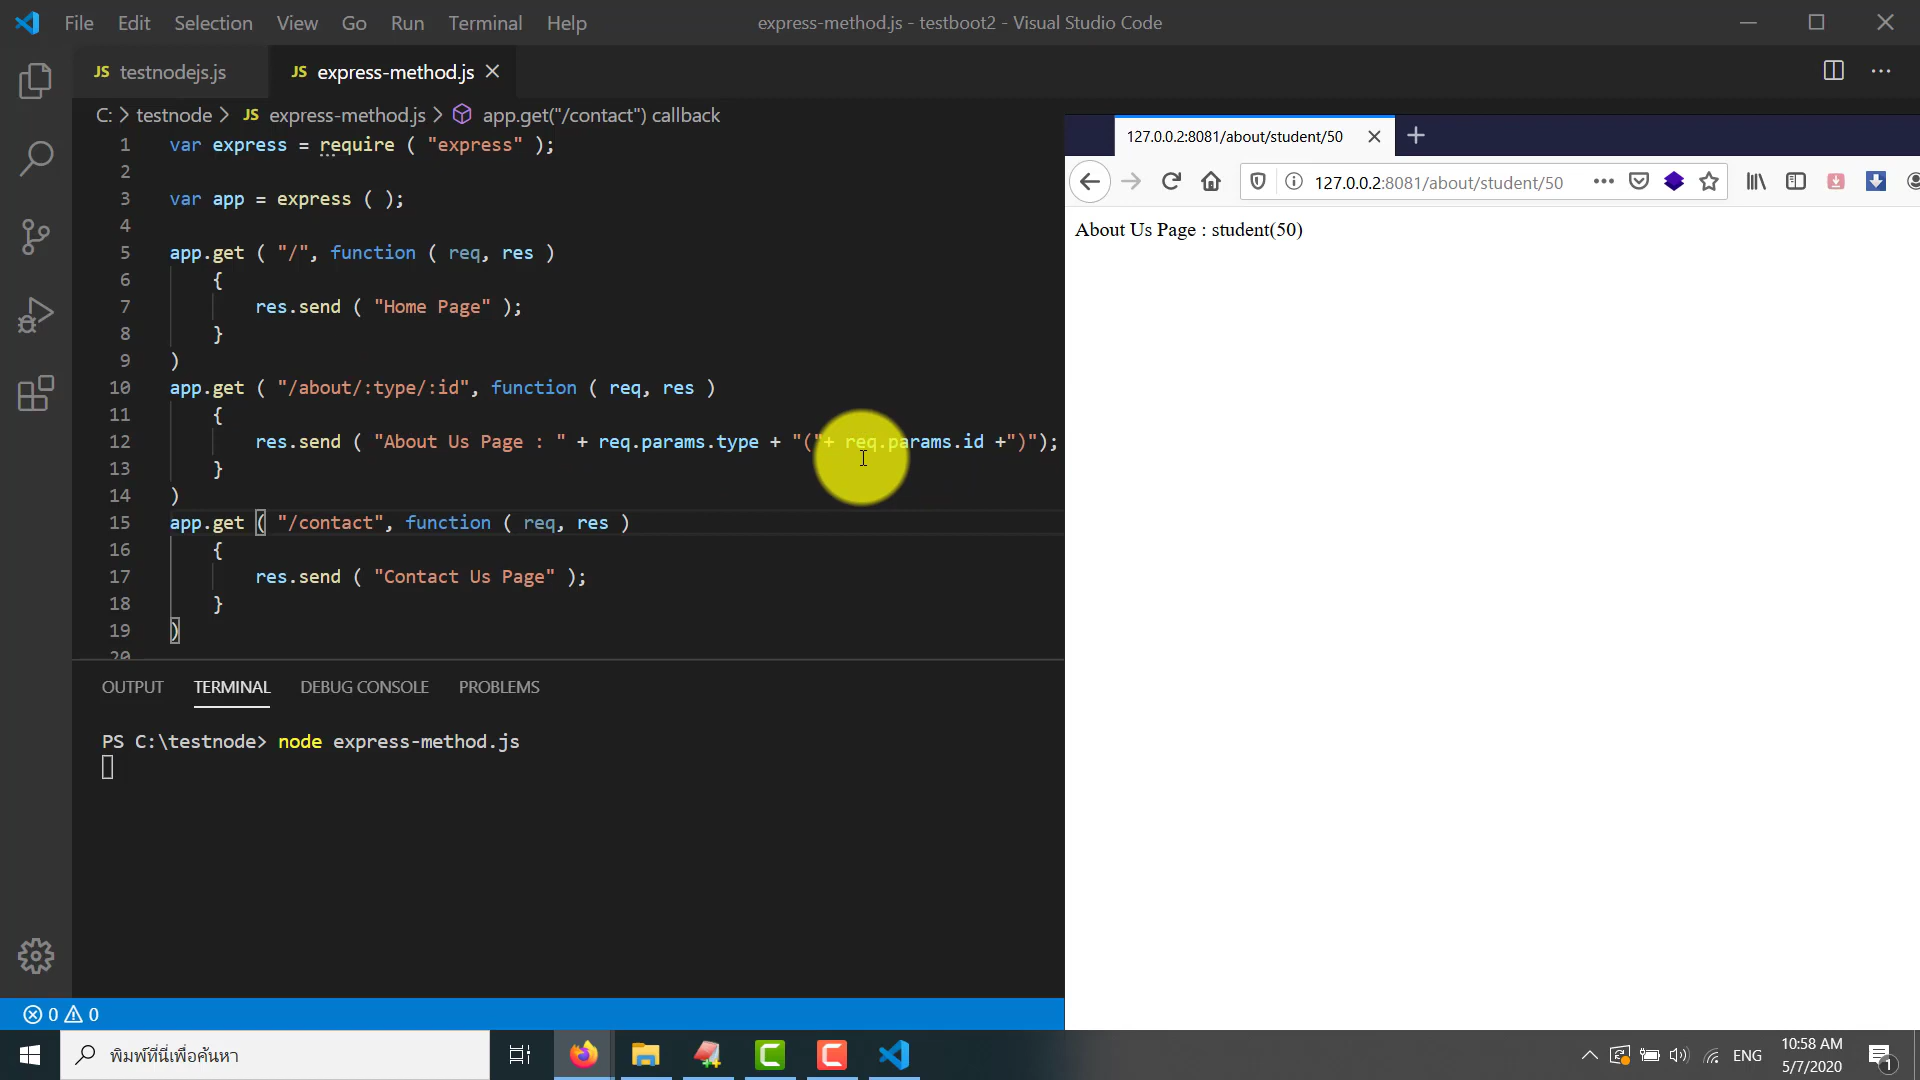 File Edit Selection View Go Run Terminal Help
express-method.js - testboot2 - Visual Studio Code
JS testnodejs.js
JS express-method.js
C: > testnode > JS express-method.js > app.get("/contact") callback
1 var express = require ( "express" );
2
3 var app = express ( );
4
5 app.get ( "/", function ( req, res )
6 {
7 res.send ( "Home Page" );
8 }
9 )
10 app.get ( "/about/:type/:id", function ( req, res )
11 {
12 res.send ( "About Us Page : " + req.params.type + "("+ req.params.id +")");
13 }
14 )
15 app.get ( "/contact", function ( req, res )
16 {
17 res.send ( "Contact Us Page" );
18 }
19 )
20
OUTPUT TERMINAL DEBUG CONSOLE PROBLEMS
PS C:\testnode> node express-method.js
0 0
127.0.0.2:8081/about/student/50
127.0.0.2:8081/about/student/50
About Us Page : student(50)
พิมพ์ที่นี่เพื่อค้นหา
ENG
10:58 AM
5/7/2020
1